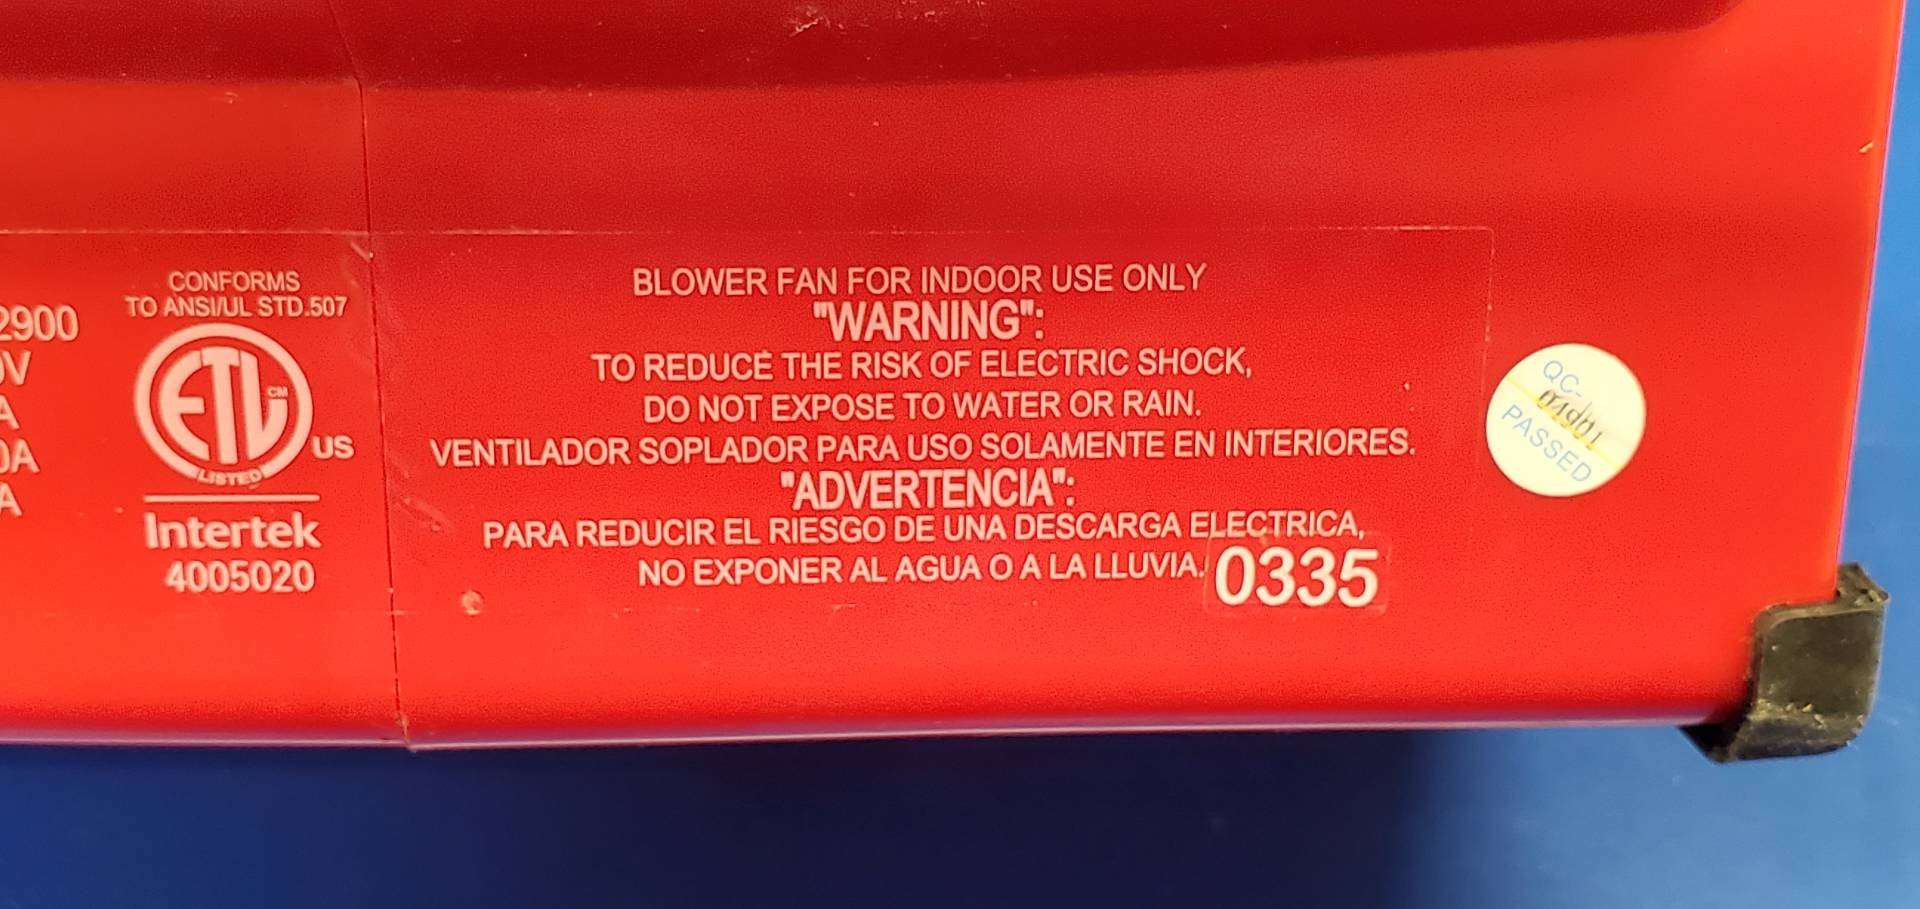 2900
V
A
0A
A
CONFORMS
TO ANSI/UL STD.507
ETL CM
LISTED
US
Intertek
4005020
BLOWER FAN FOR INDOOR USE ONLY
"WARNING":
TO REDUCE THE RISK OF ELECTRIC SHOCK,
DO NOT EXPOSE TO WATER OR RAIN.
VENTILADOR SOPLADOR PARA USO SOLAMENTE EN INTERIORES.
"ADVERTENCIA":
PARA REDUCIR EL RIESGO DE UNA DESCARGA ELECTRICA,
NO EXPONER AL AGUA O A LA LLUVIA.
0335
QC-
PASSED